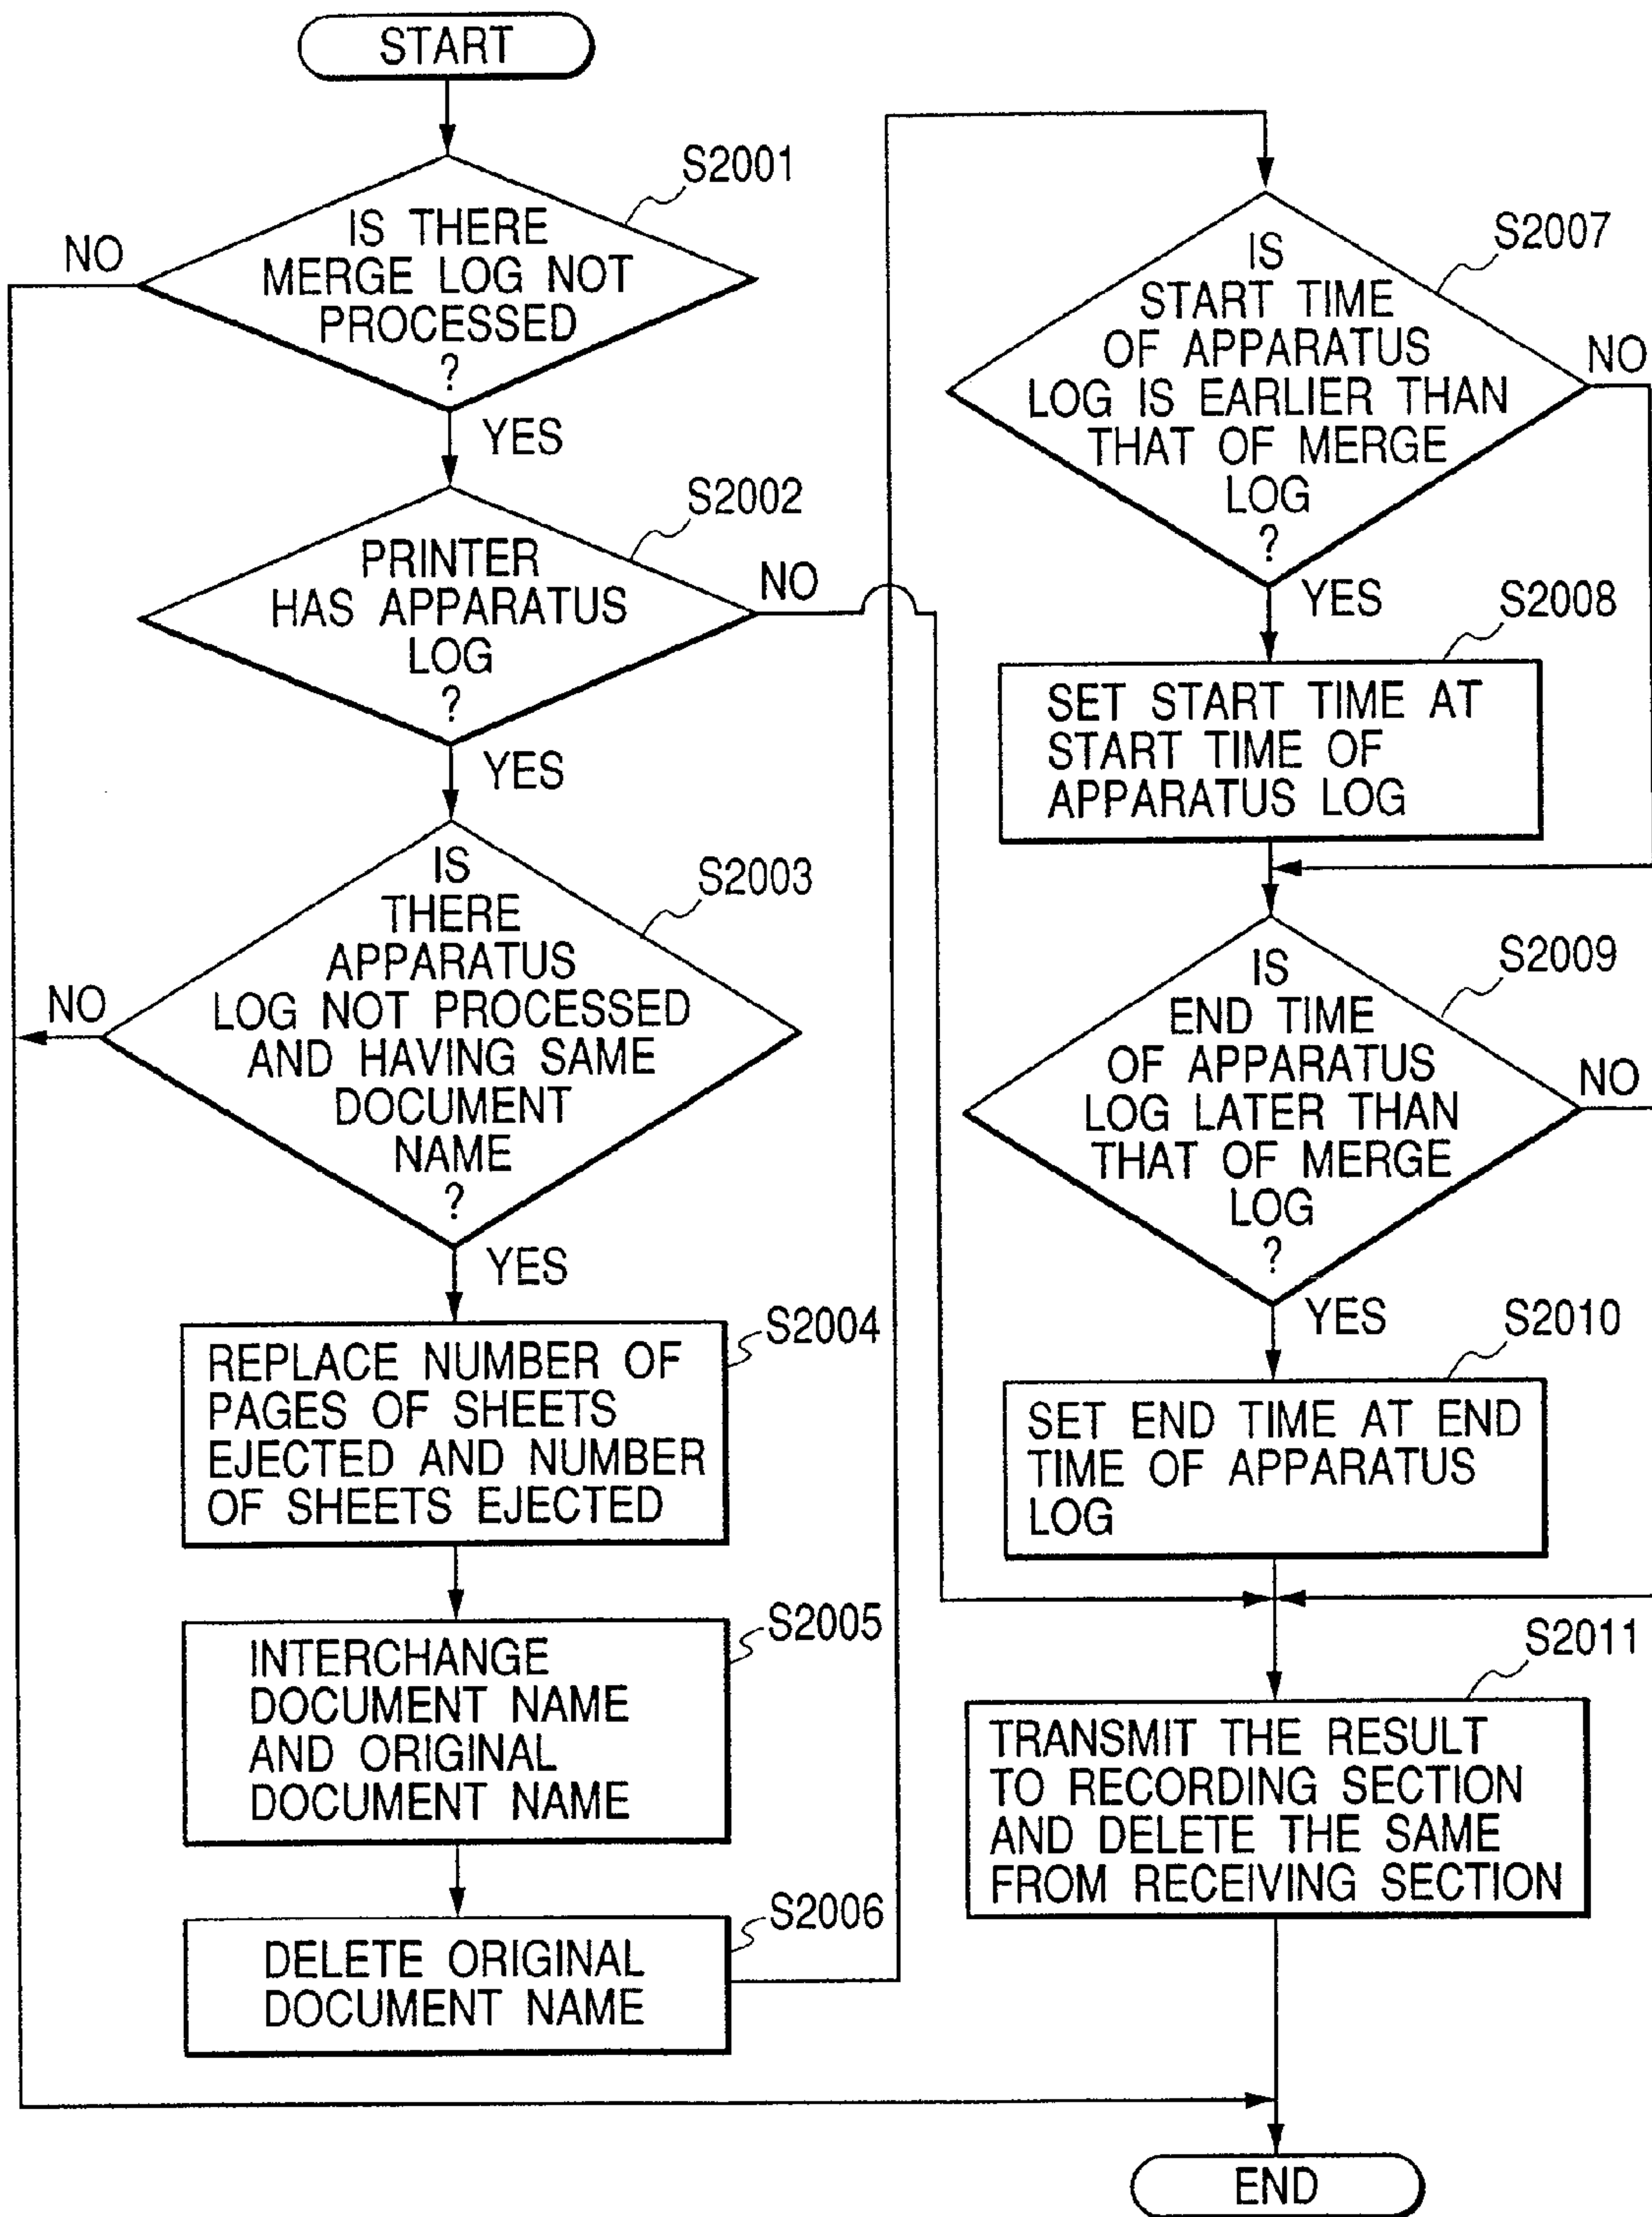 START
S2001
IS THERE
MERGE LOG NOT
PROCESSED
?
NO
YES
S2002
PRINTER
HAS APPARATUS
LOG
?
NO
YES
S2003
IS
THERE
APPARATUS
LOG NOT PROCESSED
AND HAVING SAME
DOCUMENT
NAME
?
NO
YES
S2004
REPLACE NUMBER OF
PAGES OF SHEETS
EJECTED AND NUMBER
OF SHEETS EJECTED
S2005
INTERCHANGE
DOCUMENT NAME
AND ORIGINAL
DOCUMENT NAME
S2006
DELETE ORIGINAL
DOCUMENT NAME
S2007
IS
START TIME
OF APPARATUS
LOG IS EARLIER THAN
THAT OF MERGE
LOG
?
NO
YES
S2008
SET START TIME AT
START TIME OF
APPARATUS LOG
S2009
IS
END TIME
OF APPARATUS
LOG LATER THAN
THAT OF MERGE
LOG
?
NO
YES
S2010
SET END TIME AT END
TIME OF APPARATUS
LOG
S2011
TRANSMIT THE RESULT
TO RECORDING SECTION
AND DELETE THE SAME
FROM RECEIVING SECTION
END